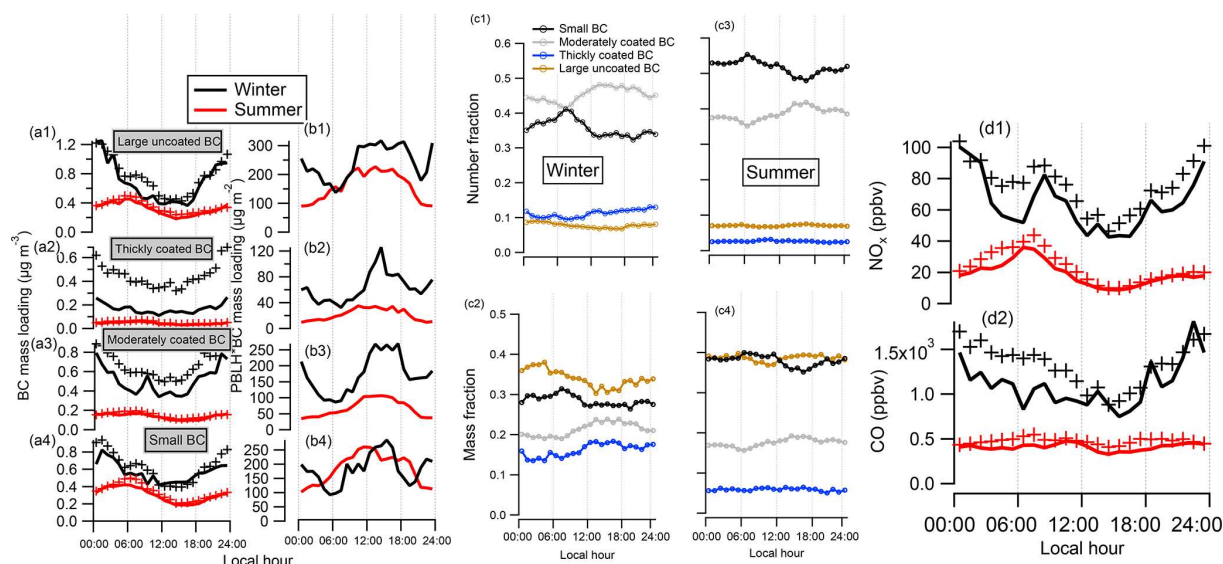 Winter
Summer
BC mass loading (µg m⁻³)
(a1)
Large uncoated BC
1.2
0.8
0.4
0.0
(a2)
Thickly coated BC
0.6
0.4
0.2
0.0
(a3)
Moderately coated BC
0.8
0.6
0.4
0.2
0.0
(a4)
Small BC
0.8
0.6
0.4
0.2
0.0
00:00 06:00 12:00 18:00 24:00
PBLH*BC mass loading (µg m⁻²)
(b1)
300
250
200
150
100
50
0
(b2)
120
100
80
60
40
20
0
(b3)
250
200
150
100
50
0
(b4)
250
200
150
100
50
0
00:00 06:00 12:00 18:00 24:00
Local hour
(c1)
Small BC
Moderately coated BC
Thickly coated BC
Large uncoated BC
Number fraction
0.6
0.5
0.4
0.3
0.2
0.1
0.0
Winter
(c3)
Summer
(c2)
Mass fraction
0.5
0.4
0.3
0.2
0.1
0.0
00:00 06:00 12:00 18:00 24:00
(c4)
00:00 06:00 12:00 18:00 24:00
Local hour
(d1)
NOₓ (ppbv)
100
80
60
40
20
0
(d2)
CO (ppbv)
1.5x10³
1.0
0.5
0.0
00:00 06:00 12:00 18:00 24:00
Local hour